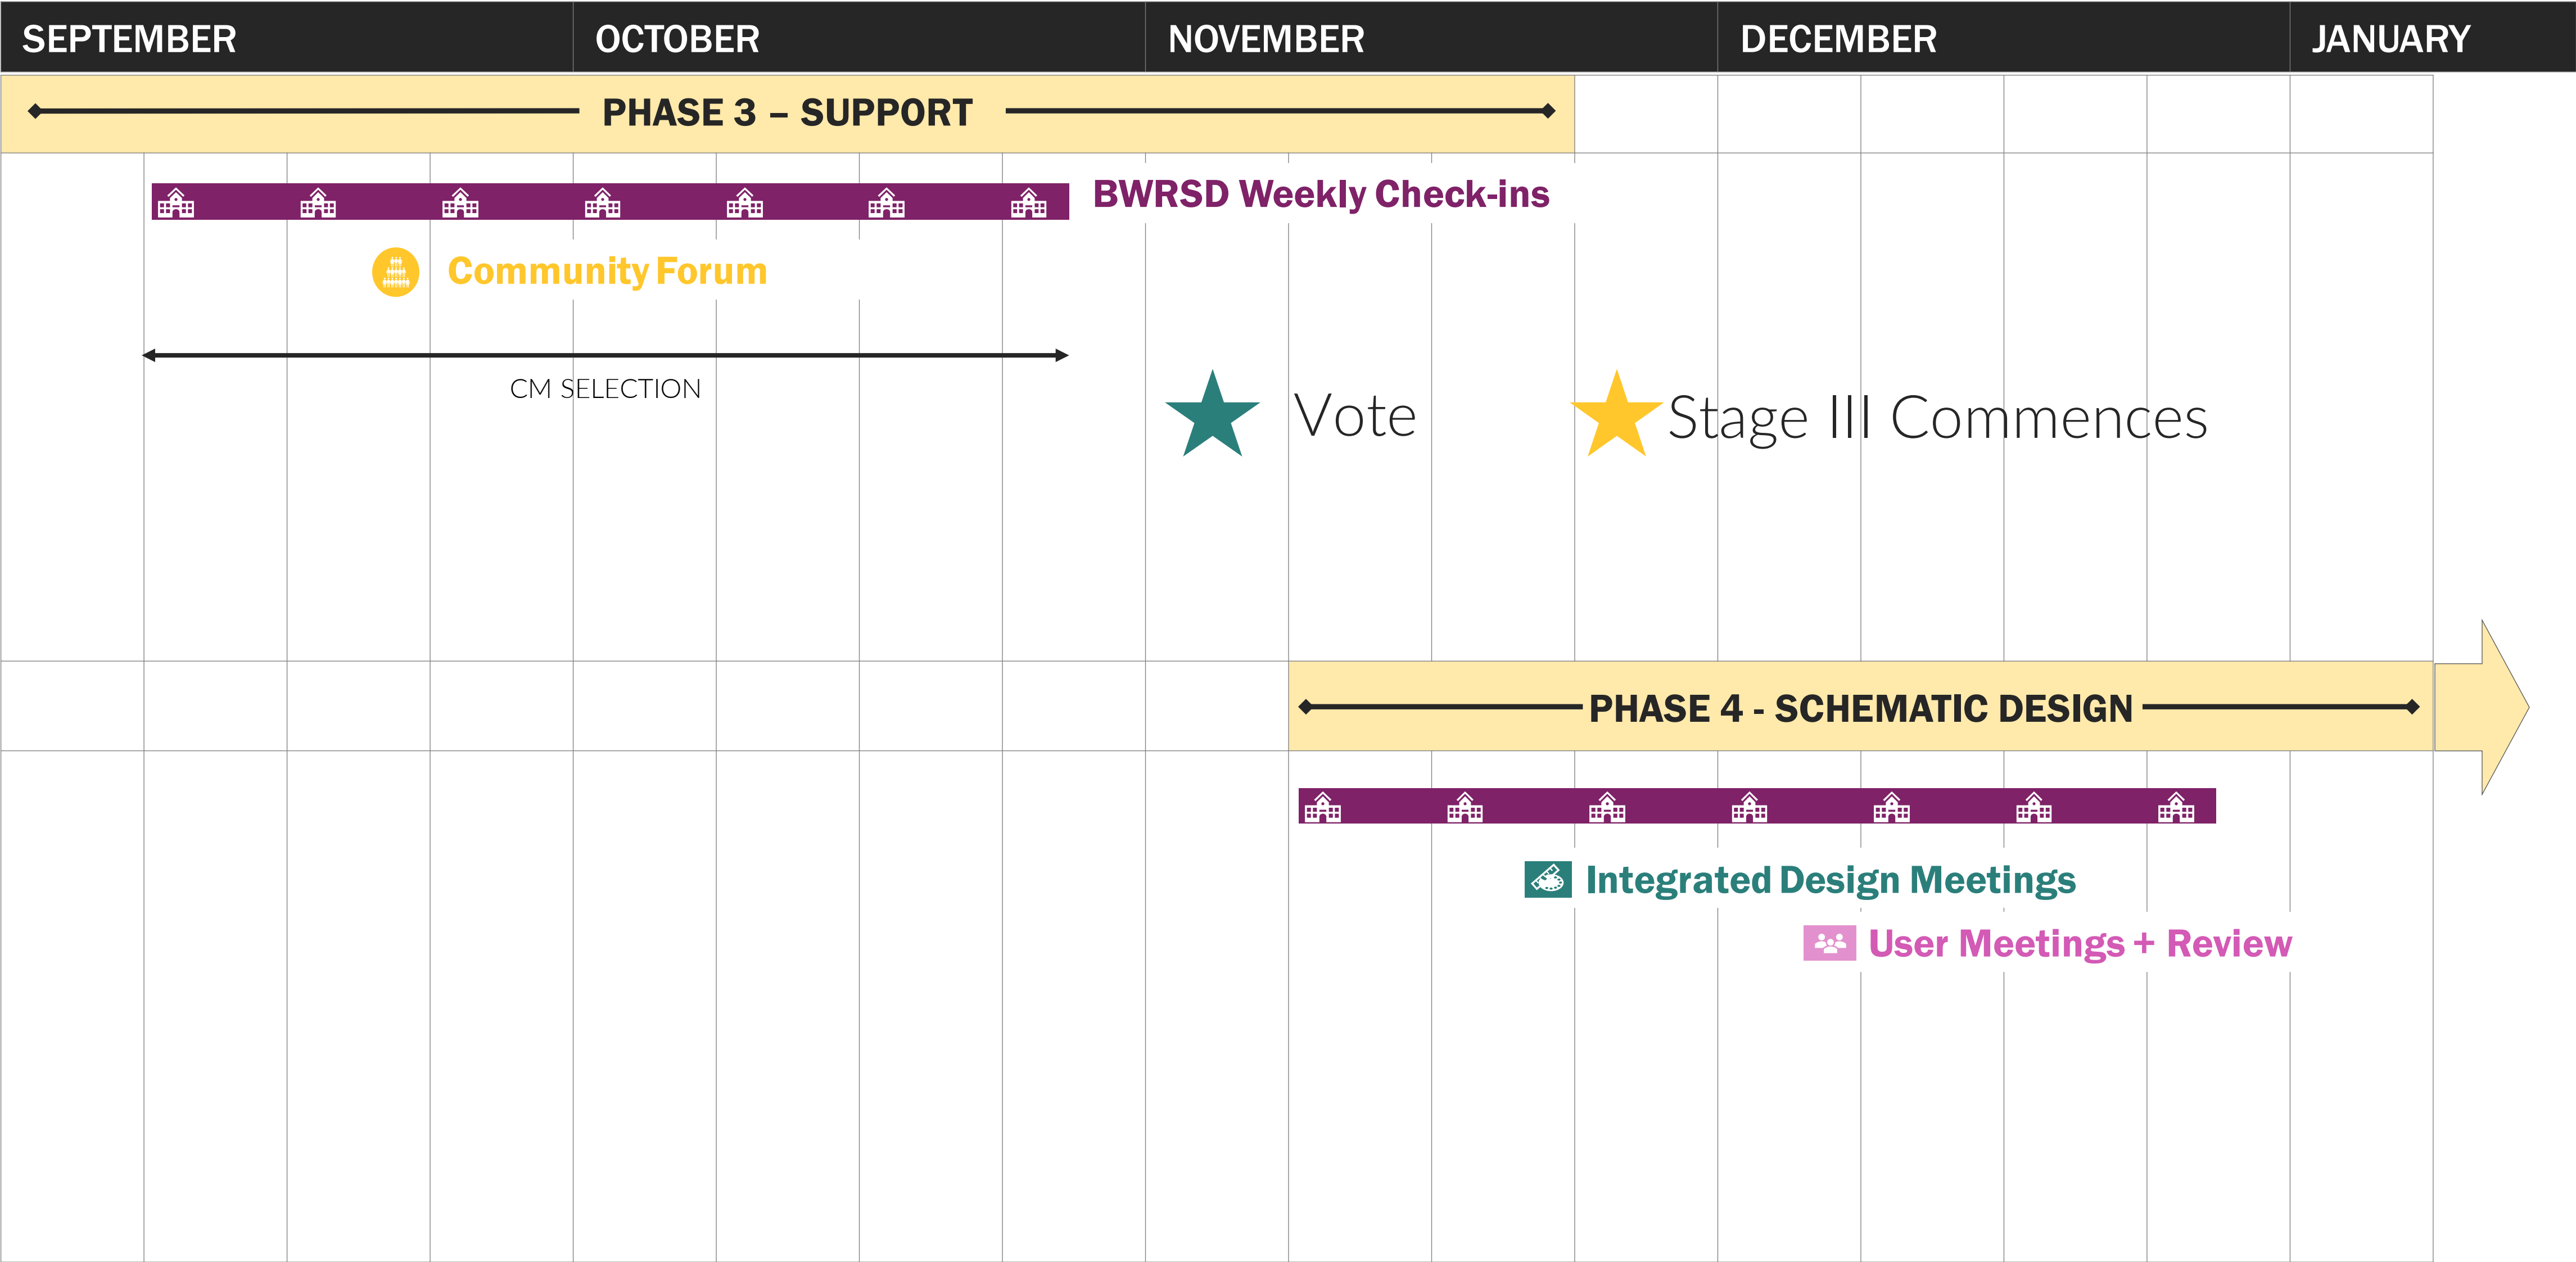 SEPTEMBER
OCTOBER
NOVEMBER
DECEMBER
JANUARY
PHASE 3 – SUPPORT
BWRSD Weekly Check-ins
Community Forum
CM SELECTION
Vote
Stage III Commences
PHASE 4 - SCHEMATIC DESIGN
Integrated Design Meetings
User Meetings + Review